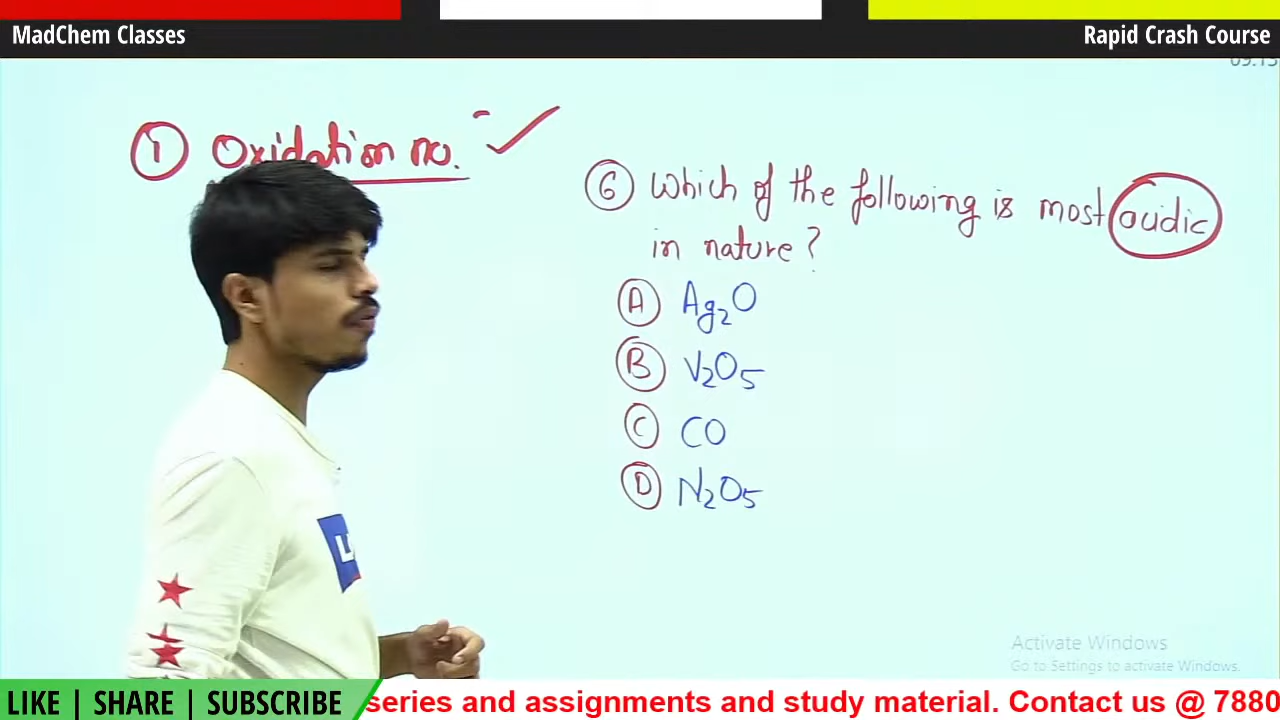 MadChem Classes
Rapid Crash Course
09:15
① Oxidation no. ✓
⑥ Which of the following is most acidic
in nature?
Ⓐ Ag₂O
Ⓑ V₂O₅
Ⓒ CO
Ⓓ N₂O₅
Activate Windows
Go to Settings to activate Windows.
LIKE | SHARE | SUBSCRIBE
series and assignments and study material. Contact us @ 7880